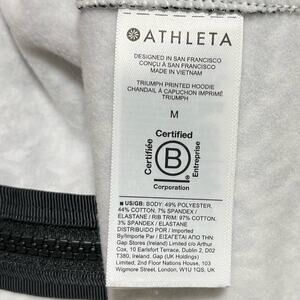 ATHLETA
DESIGNED IN SAN FRANCISCO
CONÇU À SAN FRANCISCO
MADE IN VIETNAM
TRIUMPH PRINTED HOODIE
CHANDAIL À CAPUCHON IMPRIMÉ
TRIUMPH
M
Certified
Certifiée
B
Entreprise
Corporation
■ US/GB: BODY: 49% POLYESTER,
44% COTTON, 7% SPANDEX /
ELASTANE / RIB TRIM: 97% COTTON,
3% SPANDEX / ELASTANE
DISTRIBUIDO POR / Imported
By/Importe Par / ΕΙΣΑΓΕΤΑΙ ΑΠΟ ΤΗΝ /
Gap Stores (Ireland) Limited c/o Arthur
Cox, 10 Earlsfort Terrace, Dublin 2, D02
T380, Ireland. Gap (UK Holdings)
Limited, 2nd Floor Nations House, 103
Wigmore Street, London, W1U 1QS, UK